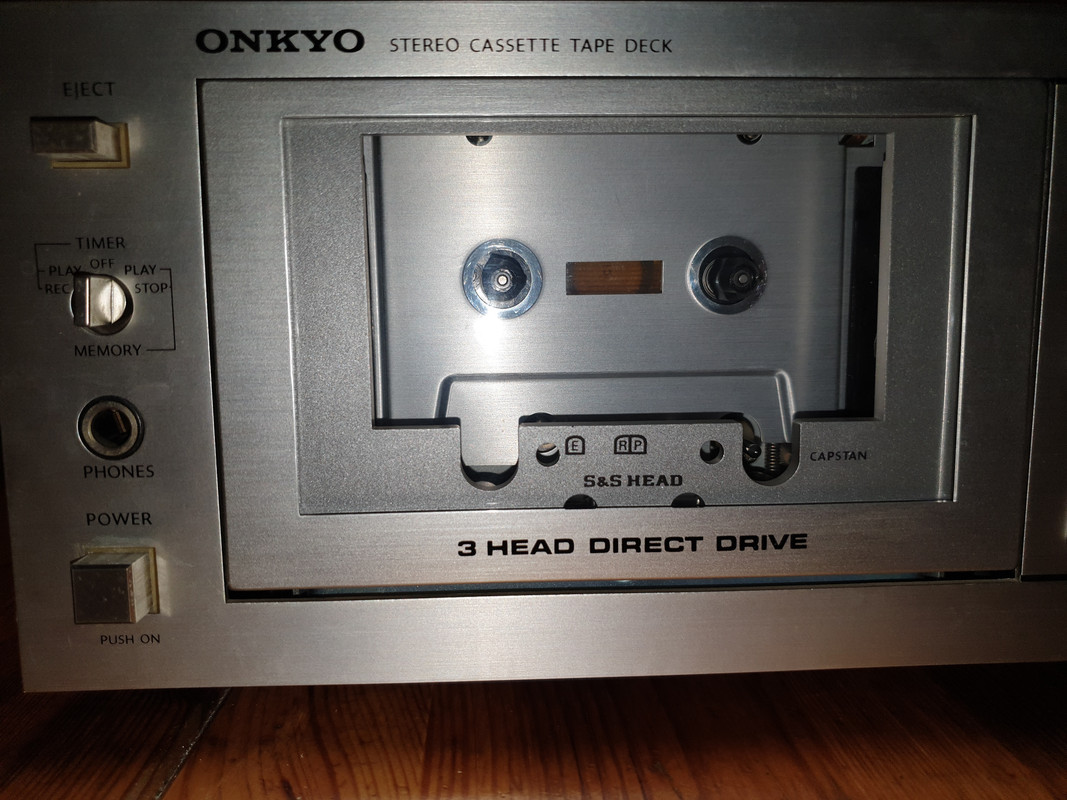 ONKYO STEREO CASSETTE TAPE DECK
EJECT
TIMER
OFF
PLAY PLAY
REC STOP
MEMORY
PHONES
POWER
PUSH ON
E R P
CAPSTAN
S&S HEAD
3 HEAD DIRECT DRIVE